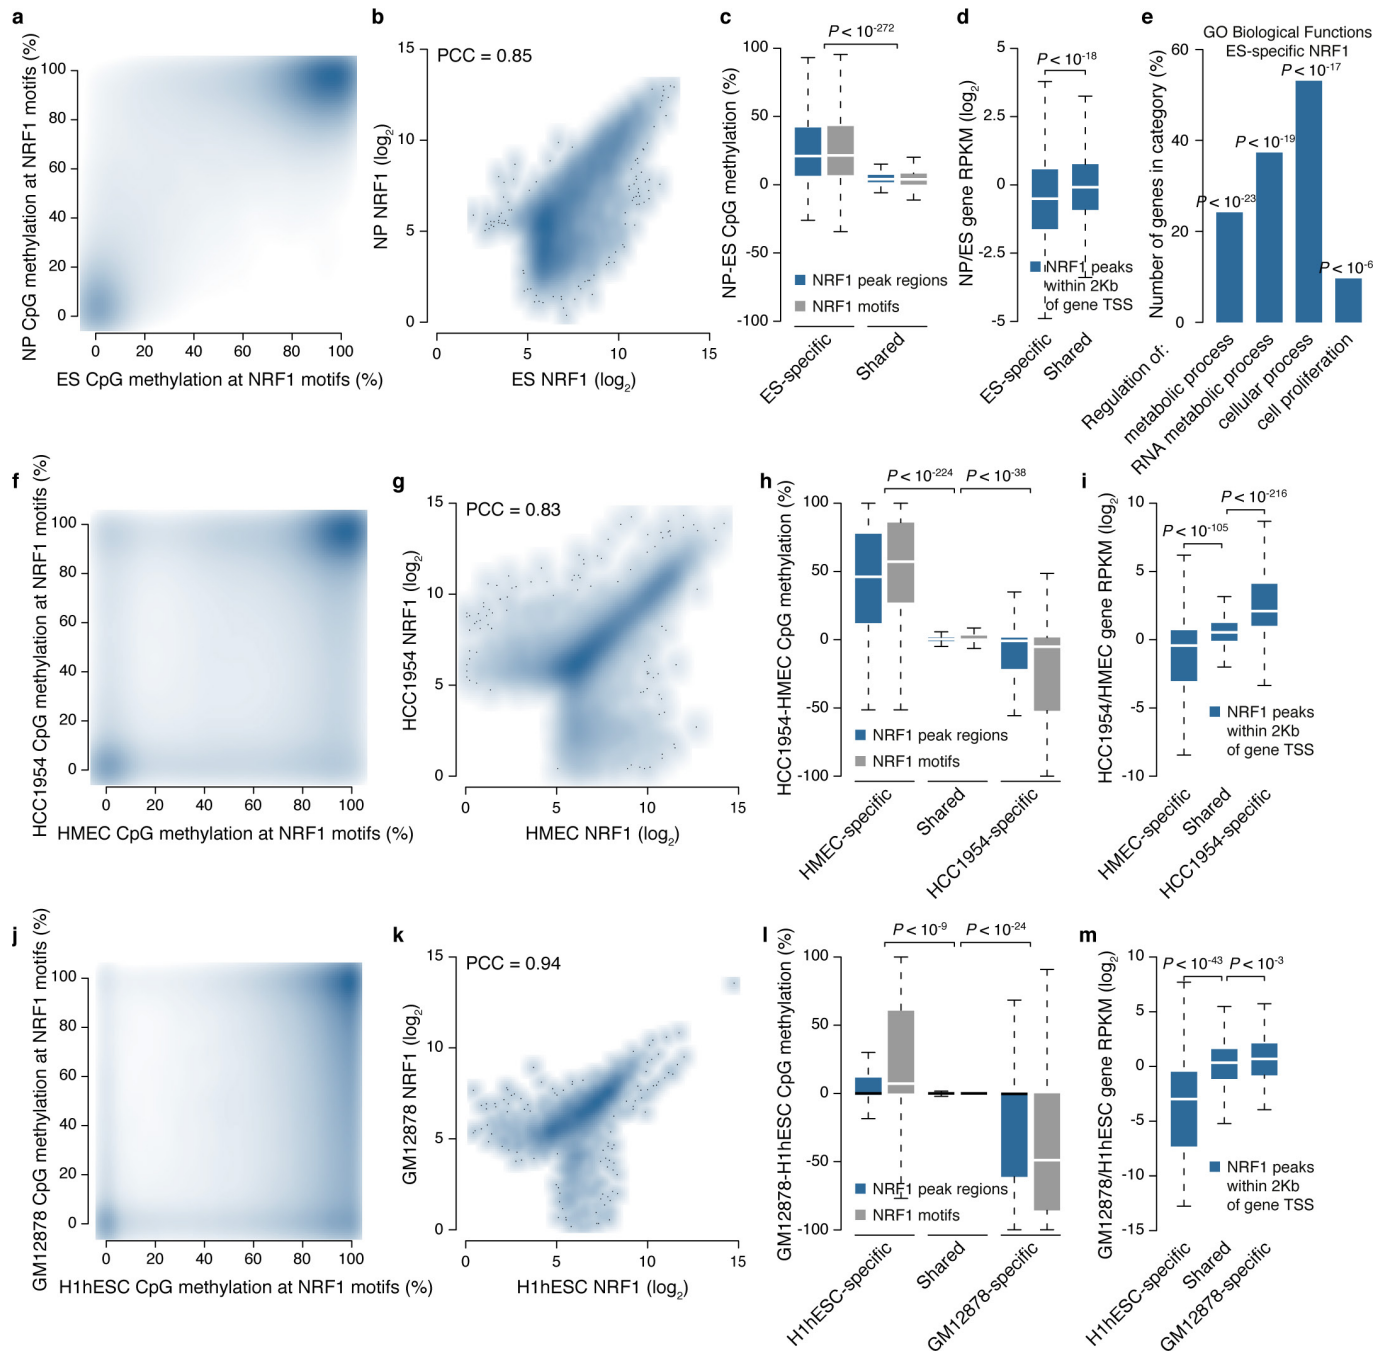 a
NP CpG methylation at NRF1 motifs (%)
100
80
60
40
20
0
0 20 40 60 80 100
ES CpG methylation at NRF1 motifs (%)
b
NP NRF1 (log2)
PCC = 0.85
15
10
5
0
0 5 10 15
ES NRF1 (log2)
c
NP-ES CpG methylation (%)
P < 10-272
100
50
0
-50
-100
NRF1 peak regions
NRF1 motifs
ES-specific
Shared
d
NP/ES gene RPKM (log2)
P < 10-18
5
2.5
0
-2.5
-5
NRF1 peaks
within 2Kb
of gene TSS
ES-specific
Shared
e
GO Biological Functions
ES-specific NRF1
Number of genes in category (%)
60
40
20
0
P < 10-23
P < 10-19
P < 10-17
P < 10-6
Regulation of:
metabolic process
RNA metabolic process
cellular process
cell proliferation
f
HCC1954 CpG methylation at NRF1 motifs (%)
100
80
60
40
20
0
0 20 40 60 80 100
HMEC CpG methylation at NRF1 motifs (%)
g
HCC1954 NRF1 (log2)
PCC = 0.83
15
10
5
0
0 5 10 15
HMEC NRF1 (log2)
h
HCC1954-HMEC CpG methylation (%)
P < 10-224
P < 10-38
100
50
0
-50
-100
NRF1 peak regions
NRF1 motifs
HMEC-specific
Shared
HCC1954-specific
i
HCC1954/HMEC gene RPKM (log2)
P < 10-105
P < 10-216
10
5
0
-5
-10
NRF1 peaks
within 2Kb
of gene TSS
HMEC-specific
Shared
HCC1954-specific
j
GM12878 CpG methylation at NRF1 motifs (%)
100
80
60
40
20
0
0 20 40 60 80 100
H1hESC CpG methylation at NRF1 motifs (%)
k
GM12878 NRF1 (log2)
PCC = 0.94
15
10
5
0
0 5 10 15
H1hESC NRF1 (log2)
l
GM12878-H1hESC CpG methylation (%)
P < 10-9
P < 10-24
100
50
0
-50
-100
NRF1 peak regions
NRF1 motifs
H1hESC-specific
Shared
GM12878-specific
m
GM12878/H1hESC gene RPKM (log2)
P < 10-43
P < 10-3
10
5
0
-5
-10
-15
NRF1 peaks
within 2Kb
of gene TSS
H1hESC-specific
Shared
GM12878-specific